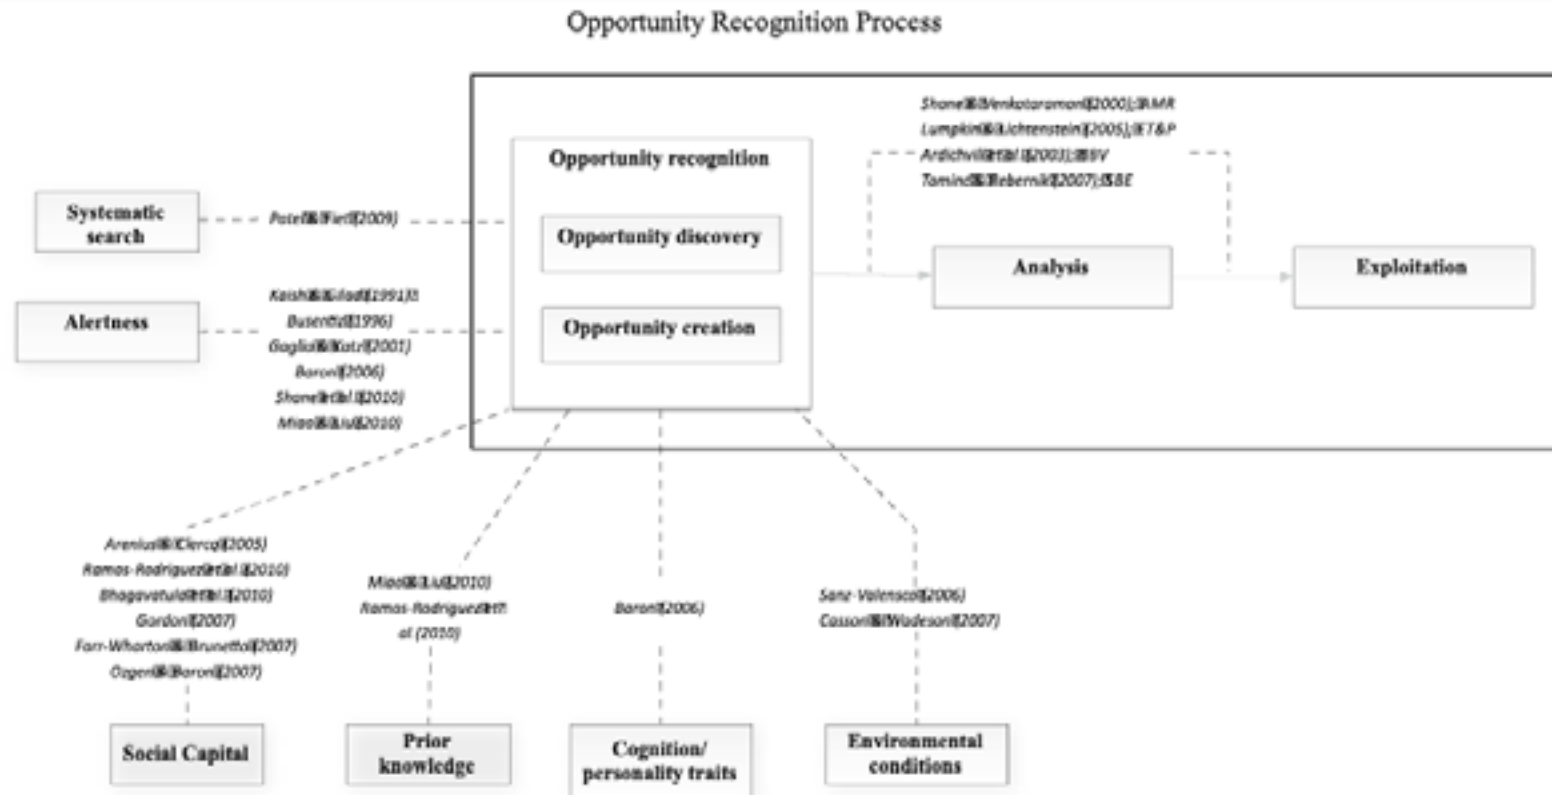 Opportunity Recognition Process
Shane & Venkataraman (2000); AMR
Lumpkin & Lichtenstein (2005); ET&P
Ardichvili et al. (2003); JBV
Tominc & Rebernik (2007); SBE
Opportunity recognition
Systematic
search
Patel & Fiet (2009)
Opportunity discovery
Analysis
Exploitation
Alertness
Kaish & Gilad (1991)
Busenitz (1996)
Gaglio & Katz (2001)
Baron (2006)
Shane et al. (2010)
Miao & Liu (2010)
Opportunity creation
Arenius & Clercq (2005)
Ramos-Rodriguez et al. (2010)
Bhagavatula et al. (2010)
Gordon (2007)
Farr-Wharton & Brunetto (2007)
Ozgen & Baron (2007)
Miao & Liu (2010)
Ramos-Rodriguez et
al (2010)
Baron (2006)
Sanz-Velasco (2006)
Casson & Wadeson (2007)
Social Capital
Prior
knowledge
Cognition/
personality traits
Environmental
conditions